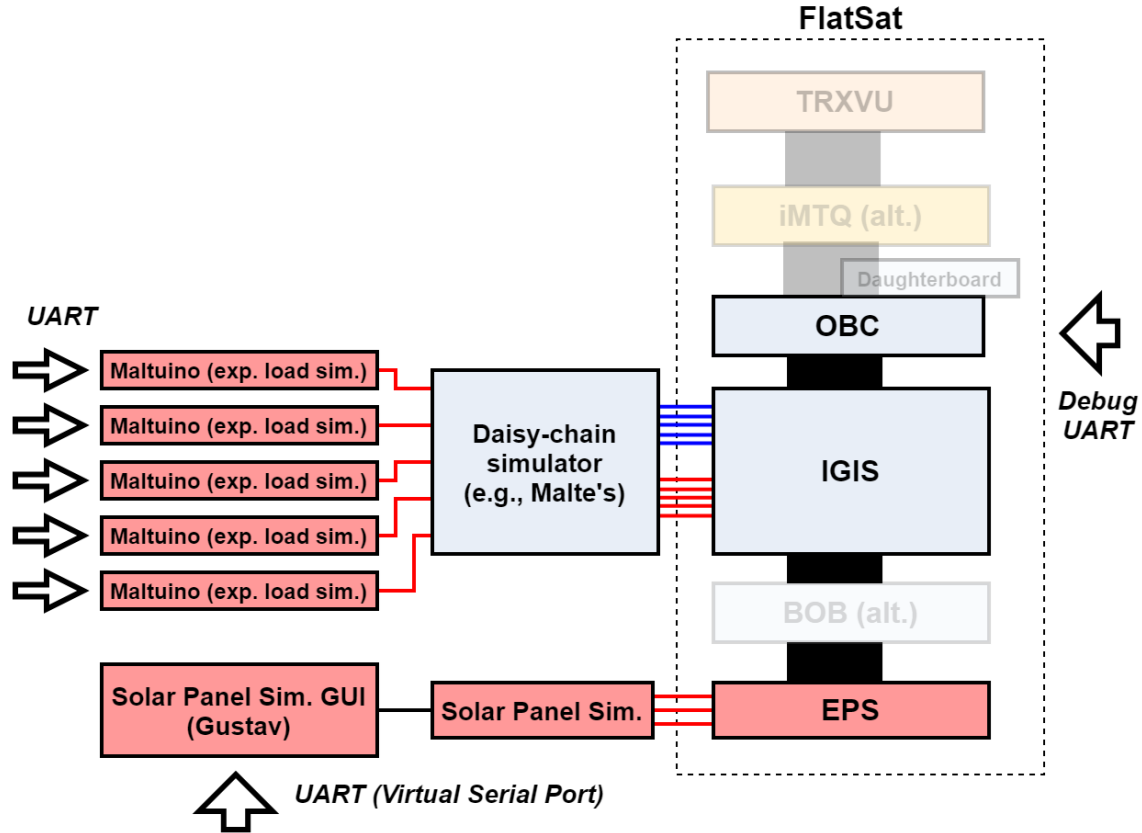 FlatSat
TRXVU
iMTQ (alt.)
Daughterboard
OBC
UART
Maltuino (exp. load sim.)
Maltuino (exp. load sim.)
Maltuino (exp. load sim.)
Maltuino (exp. load sim.)
Maltuino (exp. load sim.)
Daisy-chain
simulator
(e.g., Malte's)
IGIS
Debug
UART
BOB (alt.)
Solar Panel Sim. GUI
(Gustav)
Solar Panel Sim.
EPS
UART (Virtual Serial Port)